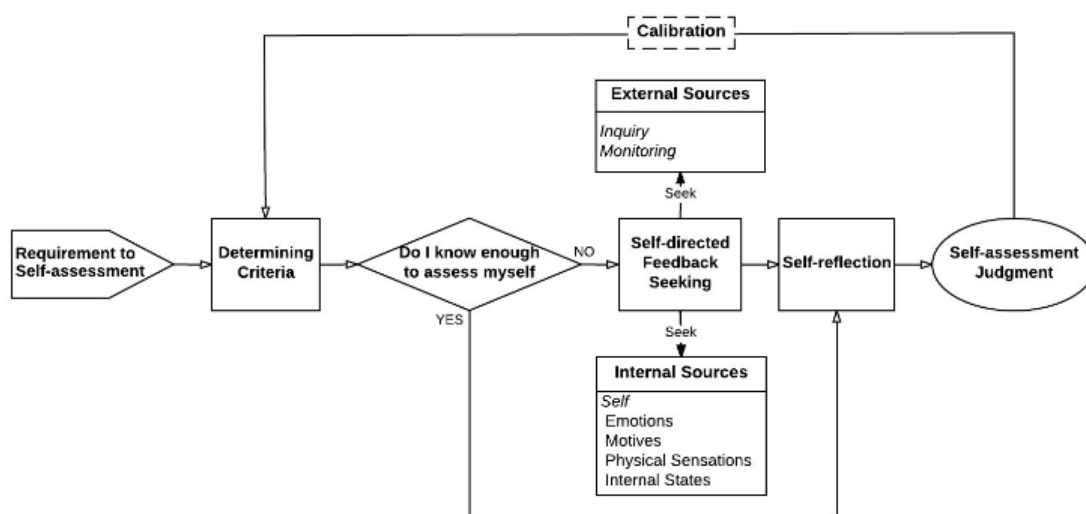 Calibration
External Sources
Inquiry
Monitoring
Seek
Requirement to
Self-assessment
Determining
Criteria
Do I know enough
to assess myself
NO
YES
Self-directed
Feedback
Seeking
Self-reflection
Self-assessment
Judgment
Seek
Internal Sources
Self
Emotions
Motives
Physical Sensations
Internal States